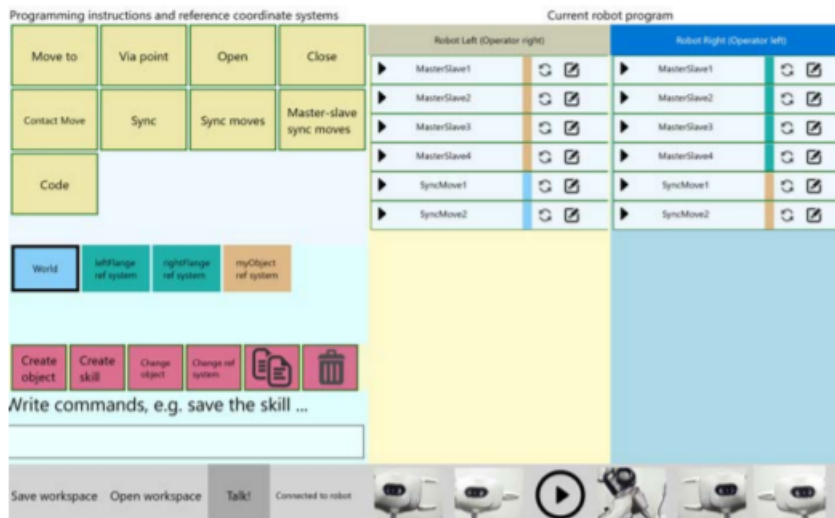 Programming instructions and reference coordinate systems
Current robot program
Move to
Via point
Open
Close
Contact Move
Sync
Sync moves
Master-slave
sync moves
Code
World
leftFlange
ref system
rightFlange
ref system
myObject
ref system
Create
object
Create
skill
Change
object
Change ref
system
Write commands, e.g. save the skill ...
Robot Left (Operator right)
MasterSlave1
MasterSlave2
MasterSlave3
MasterSlave4
SyncMove1
SyncMove2
Robot Right (Operator left)
MasterSlave1
MasterSlave2
MasterSlave3
MasterSlave4
SyncMove1
SyncMove2
Save workspace
Open workspace
Talk!
Connected to robot